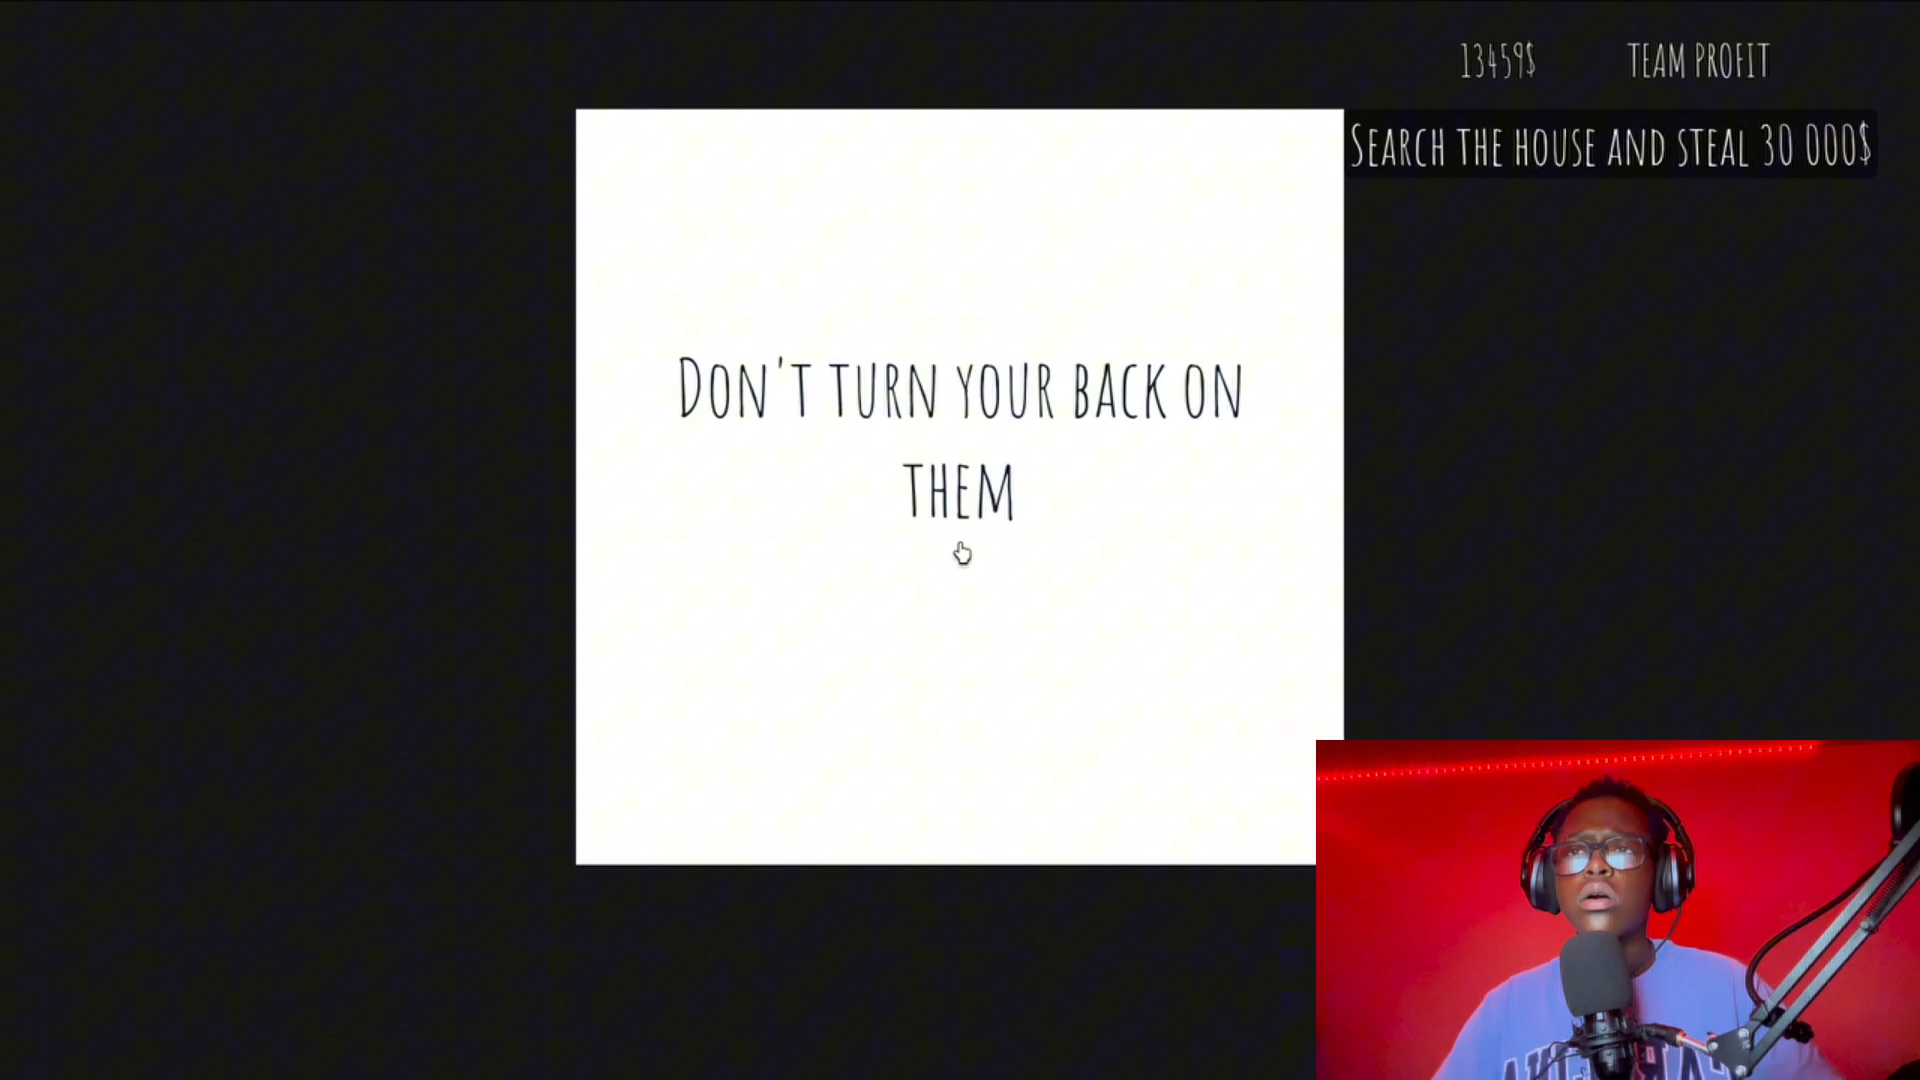 13459$ TEAM PROFIT
SEARCH THE HOUSE AND STEAL 30 000$
DON'T TURN YOUR BACK ON
THEM